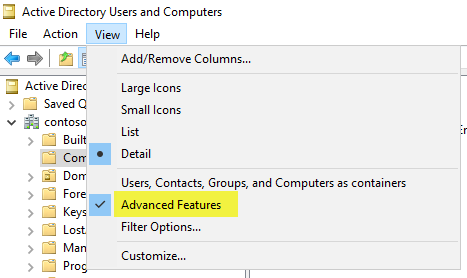 Active Directory Users and Computers
File Action View Help
Add/Remove Columns...
Large Icons
Small Icons
List
Detail
Users, Contacts, Groups, and Computers as containers
Advanced Features
Filter Options...
Customize...
Active Direc
Saved Q
contoso
Built
Com
Dom
Fore
Keys
Lost
Man
Prog